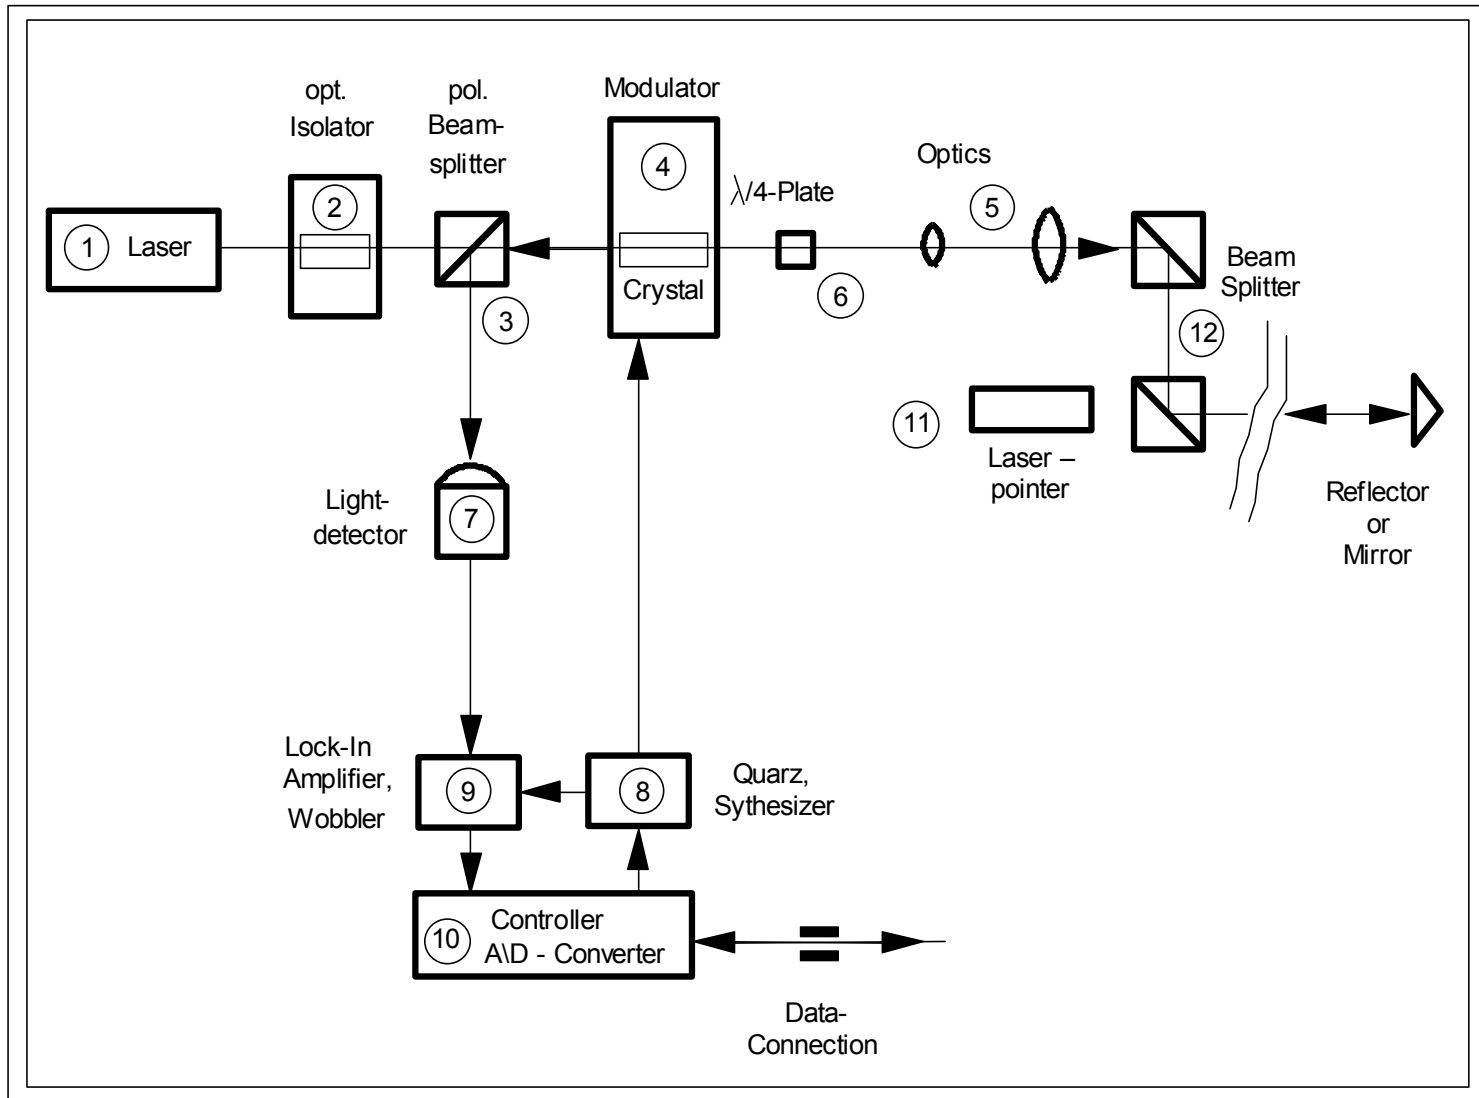 opt.
Isolator
pol.
Beam-
splitter
Modulator
Optics
1 Laser
2
3
4
Crystal
λ/4-Plate
6
5
Beam
Splitter
12
11
Laser –
pointer
Reflector
or
Mirror
Light-
detector
7
Lock-In
Amplifier,
Wobbler
9
8
Quarz,
Sythesizer
10
Controller
A\D - Converter
Data-
Connection